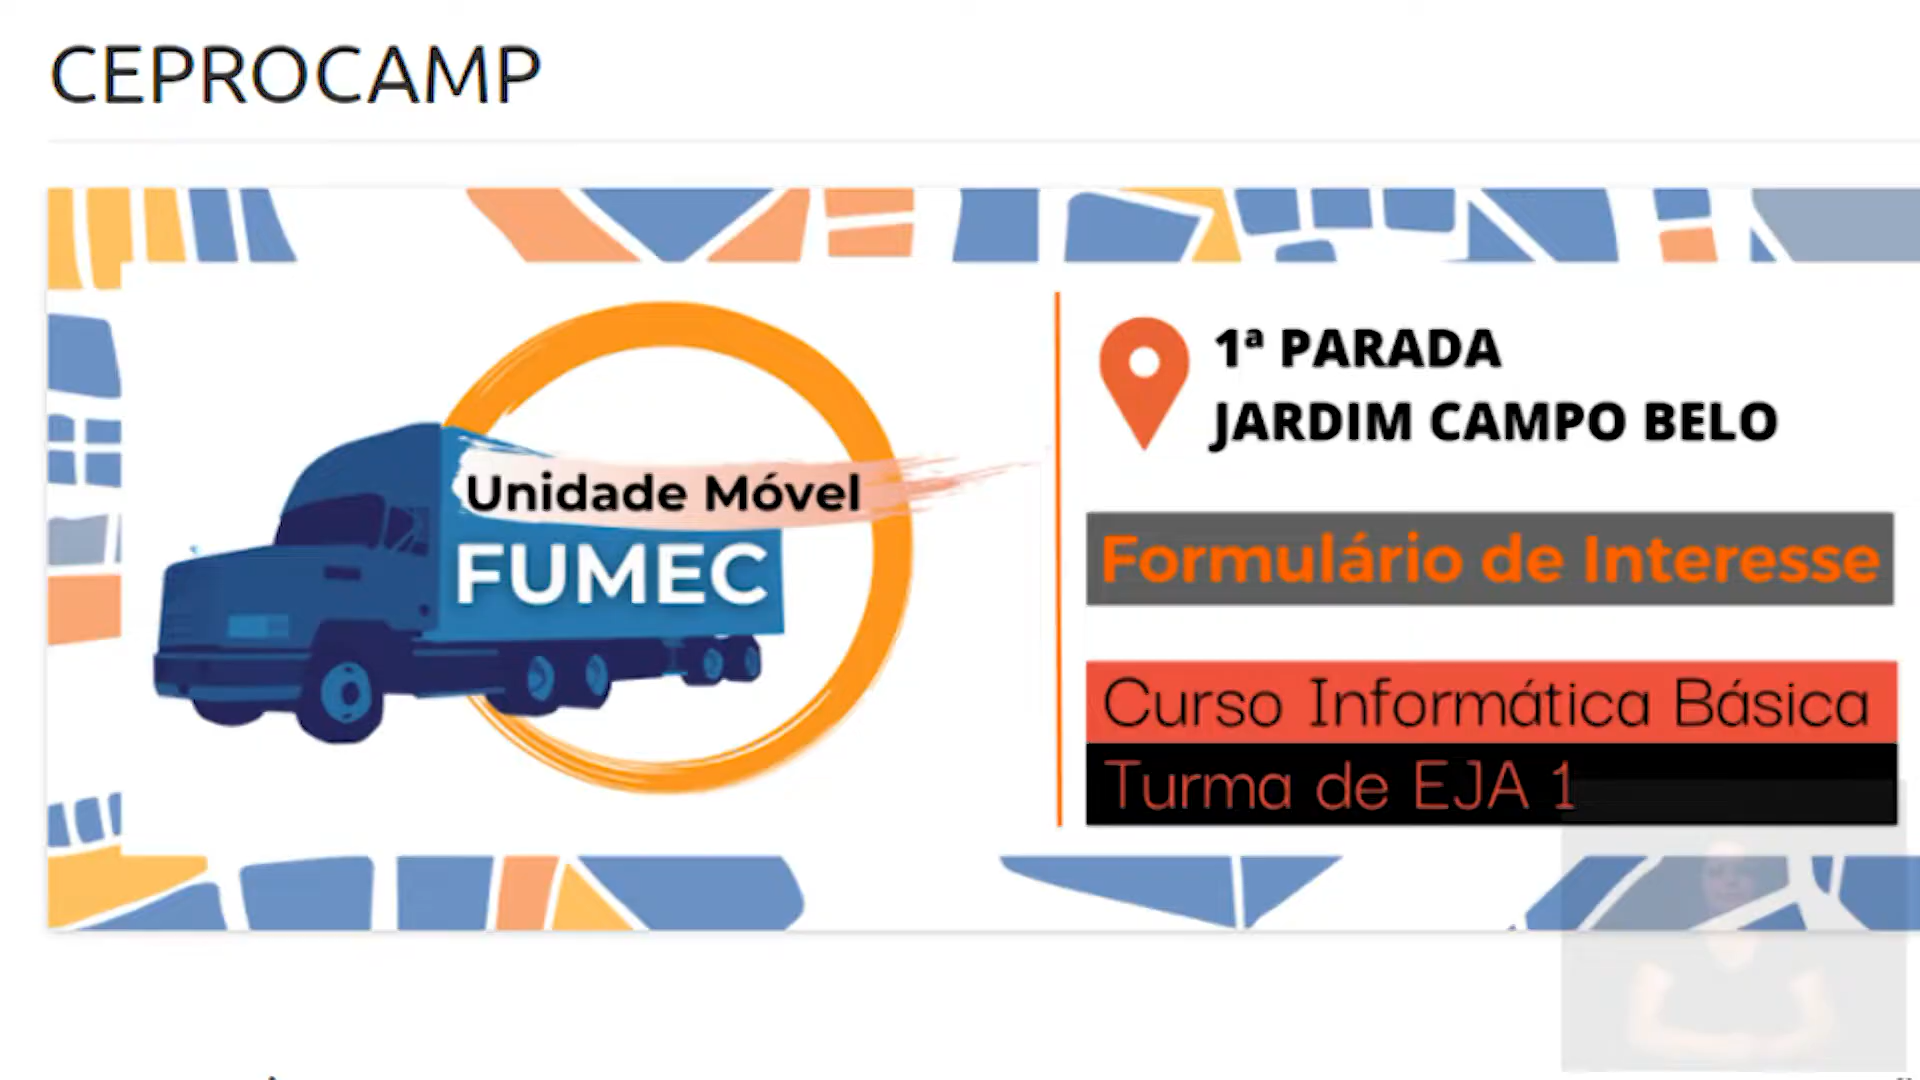 CEPROCAMP
Unidade Móvel
FUMEC
1ª PARADA
JARDIM CAMPO BELO
Formulário de Interesse
Curso Informática Básica
Turma de EJA 1